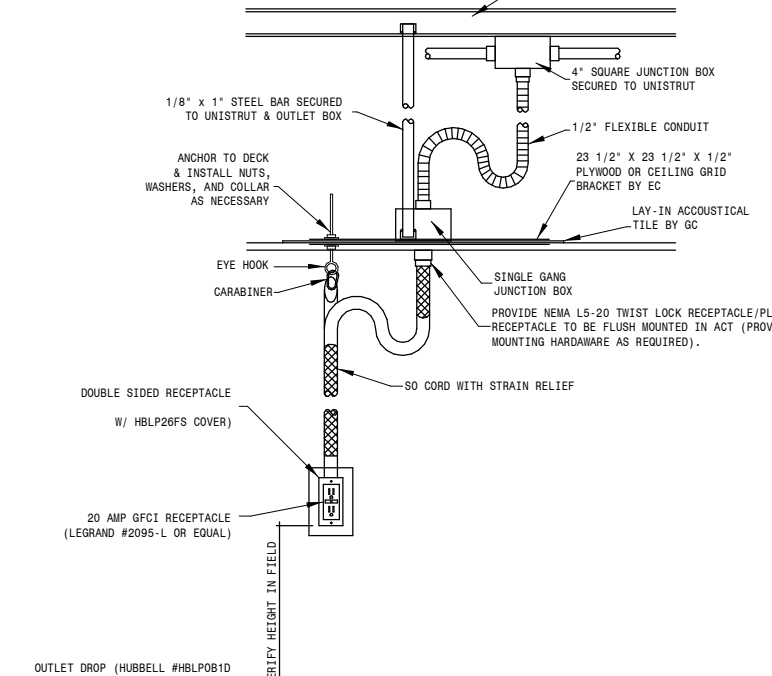 4" SQUARE JUNCTION BOX
SECURED TO UNISTRUT
1/8" x 1" STEEL BAR SECURED
TO UNISTRUT & OUTLET BOX
1/2" FLEXIBLE CONDUIT
ANCHOR TO DECK
& INSTALL NUTS,
WASHERS, AND COLLAR
AS NECESSARY
23 1/2" X 23 1/2" X 1/2"
PLYWOOD OR CEILING GRID
BRACKET BY EC
LAY-IN ACCOUSTICAL
TILE BY GC
EYE HOOK
CARABINER
SINGLE GANG
JUNCTION BOX
PROVIDE NEMA L5-20 TWIST LOCK RECEPTACLE/PL
RECEPTACLE TO BE FLUSH MOUNTED IN ACT (PROV
MOUNTING HARDAWARE AS REQUIRED).
SO CORD WITH STRAIN RELIEF
DOUBLE SIDED RECEPTACLE
W/ HBLP26FS COVER)
20 AMP GFCI RECEPTACLE
(LEGRAND #2095-L OR EQUAL)
ERIFY HEIGHT IN FIELD
OUTLET DROP (HUBBELL #HBLPOB1D